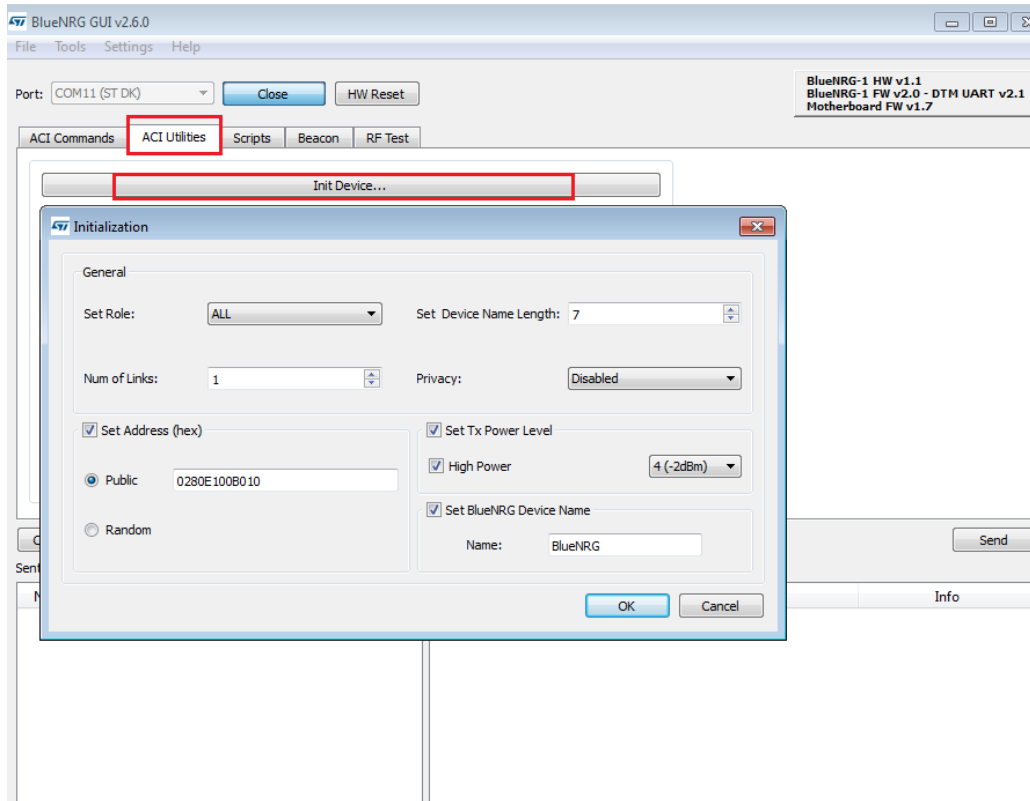 BlueNRG GUI v2.6.0
File Tools Settings Help
Port: COM11 (ST DK) Close HW Reset
BlueNRG-1 HW v1.1
BlueNRG-1 FW v2.0 - DTM UART v2.1
Motherboard FW v1.7
ACI Commands ACI Utilities Scripts Beacon RF Test
Init Device...
Initialization
General
Set Role: ALL Set Device Name Length: 7
Num of Links: 1 Privacy: Disabled
Set Address (hex) Set Tx Power Level
Public 0280E100B010 High Power 4 (-2dBm)
Random Set BlueNRG Device Name
Name: BlueNRG
Send
OK Cancel
Info